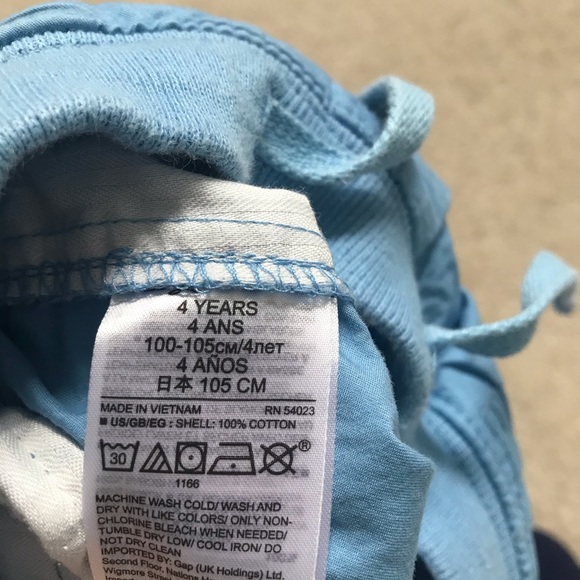 4 YEARS
4 ANS
100-105см/4лет
4 AÑOS
日本 105 CM
MADE IN VIETNAM RN 54023
US/GB/EG : SHELL: 100% COTTON
30
®
1166
MACHINE WASH COLD/ WASH AND
DRY WITH LIKE COLORS/ ONLY NON-
CHLORINE BLEACH WHEN NEEDED/
TUMBLE DRY LOW/ COOL IRON/ DO
NOT DRY CLEAN
IMPORTED BY: Gap (UK Holdings) Ltd.
Second Floor, Nations
Wigmore